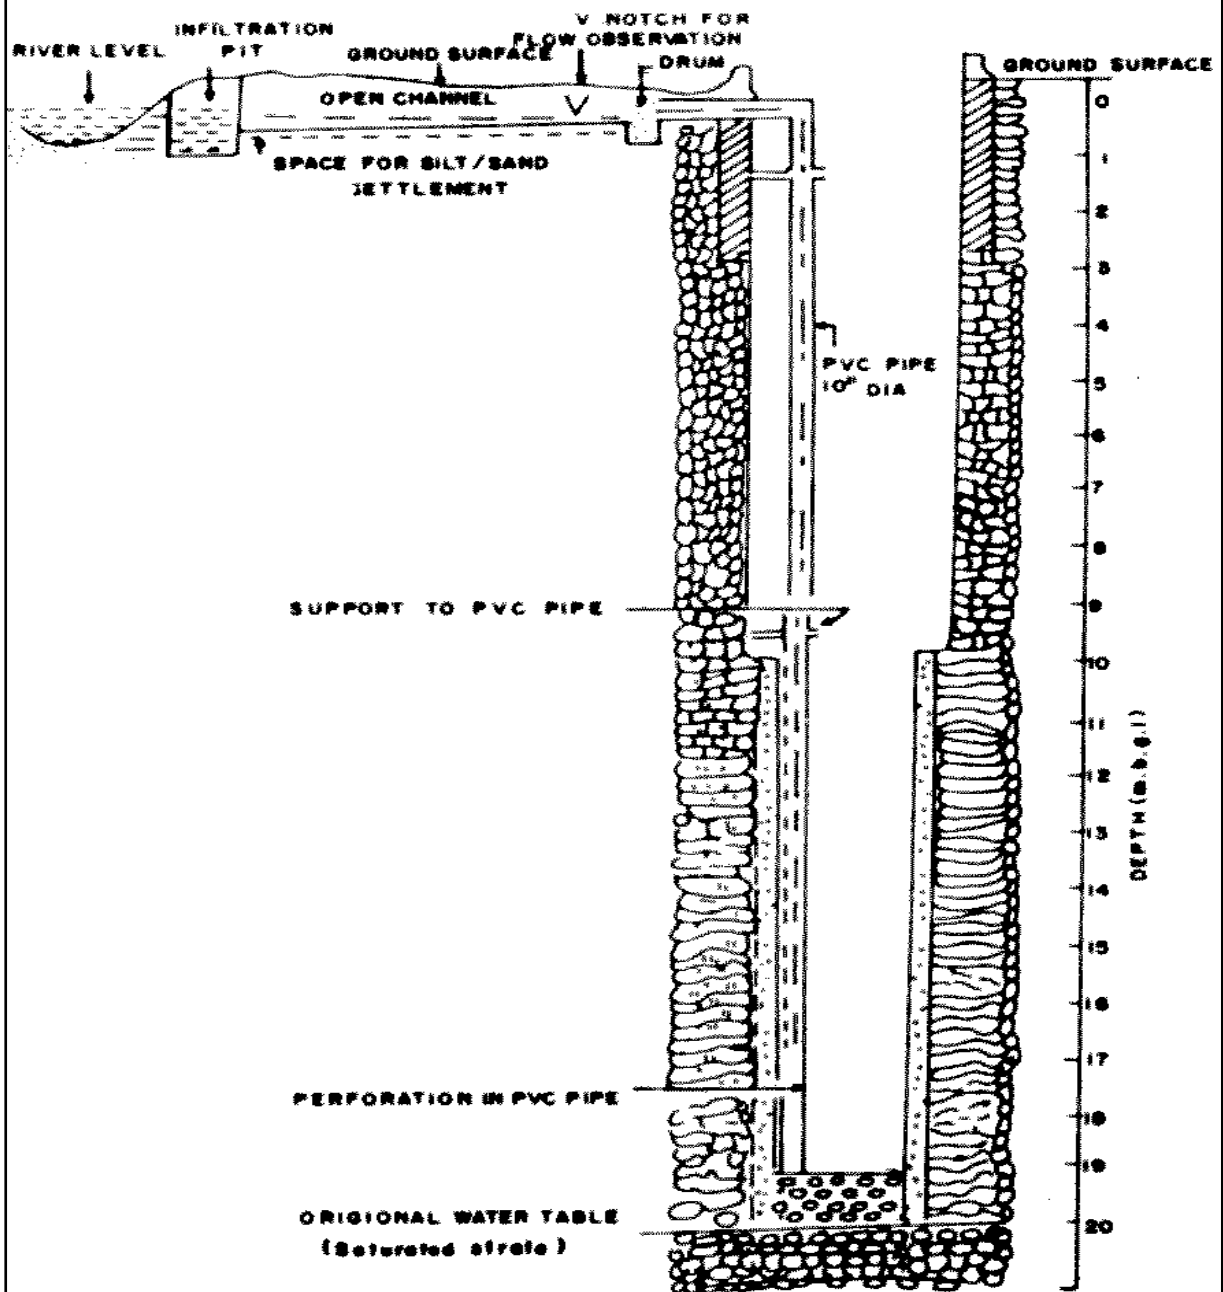 V NOTCH FOR
FLOW OBSERVATION
INFILTRATION
PIT
RIVER LEVEL
GROUND SURFACE
DRUM
GROUND SURFACE
OPEN CHANNEL
V
SPACE FOR SILT/SAND
SETTLEMENT
0
1
2
3
4
5
6
7
8
9
10
11
12
13
14
15
16
17
18
19
20
PVC PIPE
10" DIA
SUPPORT TO PVC PIPE
DEPTH (m.b.g.l)
PERFORATION IN PVC PIPE
ORIGIONAL WATER TABLE
(Saturated strata)